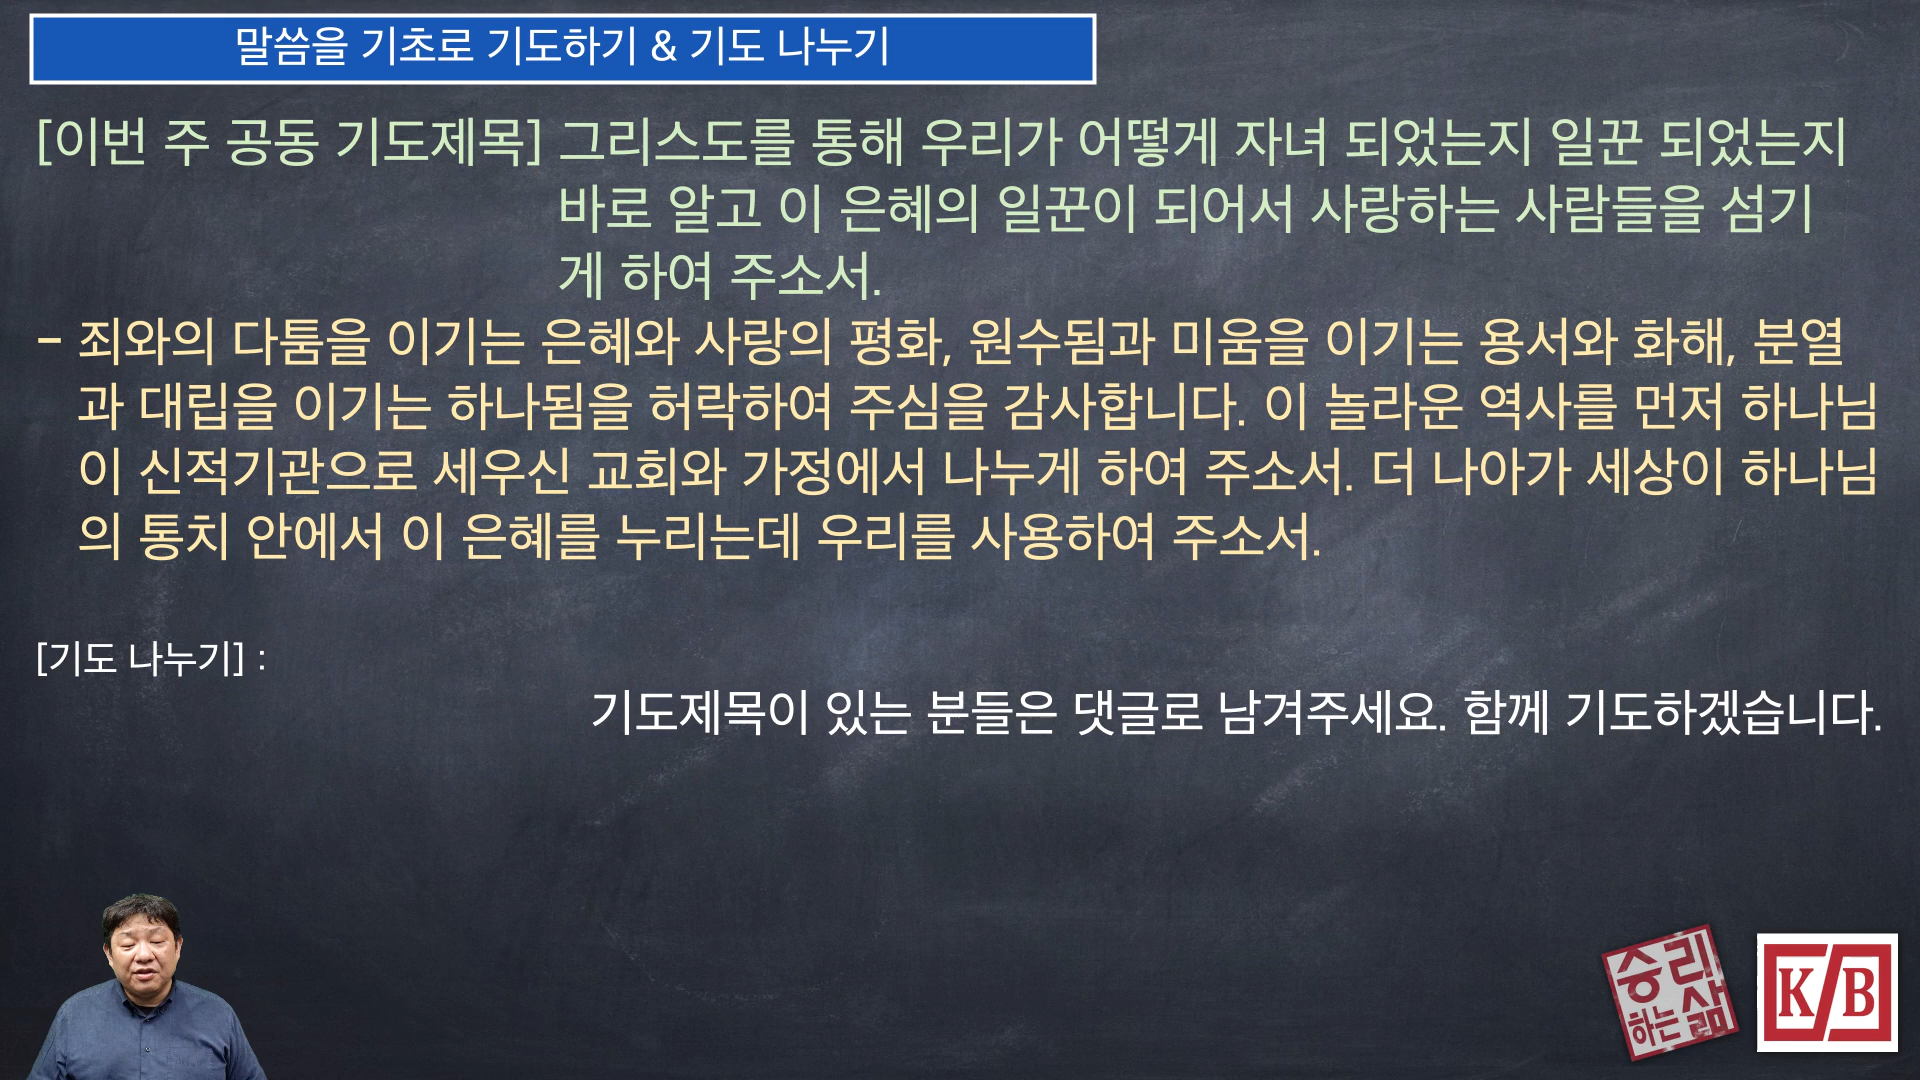 말씀을 기초로 기도하기 & 기도 나누기
[이번 주 공동 기도제목] 그리스도를 통해 우리가 어떻게 자녀 되었는지 일꾼 되었는지
바로 알고 이 은혜의 일꾼이 되어서 사랑하는 사람들을 섬기
게 하여 주소서.
- 죄와의 다툼을 이기는 은혜와 사랑의 평화, 원수됨과 미움을 이기는 용서와 화해, 분열
과 대립을 이기는 하나됨을 허락하여 주심을 감사합니다. 이 놀라운 역사를 먼저 하나님
이 신적기관으로 세우신 교회와 가정에서 나누게 하여 주소서. 더 나아가 세상이 하나님
의 통치 안에서 이 은혜를 누리는데 우리를 사용하여 주소서.
[기도 나누기] :
기도제목이 있는 분들은 댓글로 남겨주세요. 함께 기도하겠습니다.
승리
하는 삶
K/B